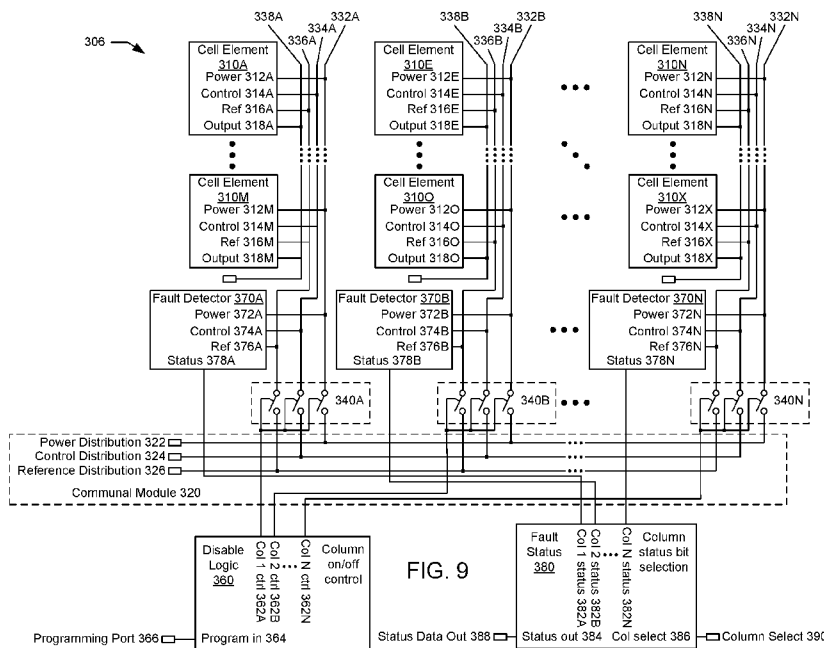 306
338A
336A
334A
332A
338B
336B
334B
332B
338N
336N
334N
332N
Cell Element
310A
Power 312A
Control 314A
Ref 316A
Output 318A
Cell Element
310E
Power 312E
Control 314E
Ref 316E
Output 318E
Cell Element
310N
Power 312N
Control 314N
Ref 316N
Output 318N
Cell Element
310M
Power 312M
Control 314M
Ref 316M
Output 318M
Cell Element
310O
Power 312O
Control 314O
Ref 316O
Output 318O
Cell Element
310X
Power 312X
Control 314X
Ref 316X
Output 318X
Fault Detector 370A
Power 372A
Control 374A
Ref 376A
Status 378A
Fault Detector 370B
Power 372B
Control 374B
Ref 376B
Status 378B
Fault Detector 370N
Power 372N
Control 374N
Ref 376N
Status 378N
340A
340B
340N
Power Distribution 322
Control Distribution 324
Reference Distribution 326
Communal Module 320
Disable
Logic
360
Col 1 ctrl 362A
Col 2 ctrl 362B
Col N ctrl 362N
Column
on/off
control
Programming Port 366
Program in 364
FIG. 9
Fault
Status
380
Col 1 status 382A
Col 2 status 382B
Col N status 382N
Column
status bit
selection
Status Data Out 388
Status out 384
Col select 386
Column Select 390